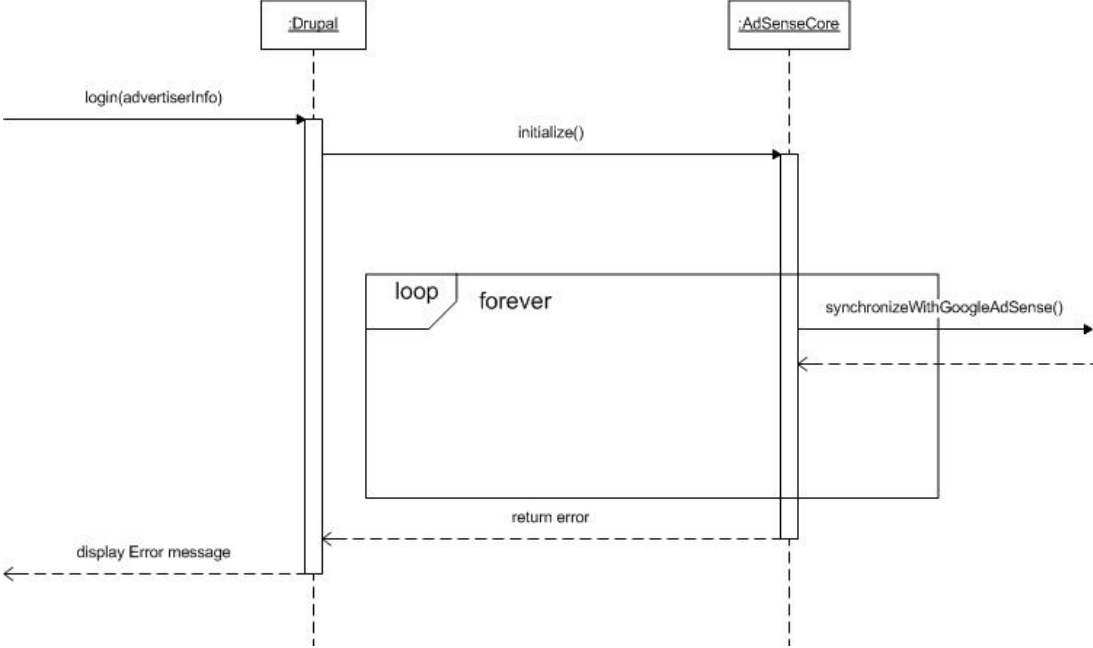 :Drupal
:AdSenseCore
login(advertiserInfo)
initialize()
loop
forever
synchronizeWithGoogleAdSense()
return error
display Error message